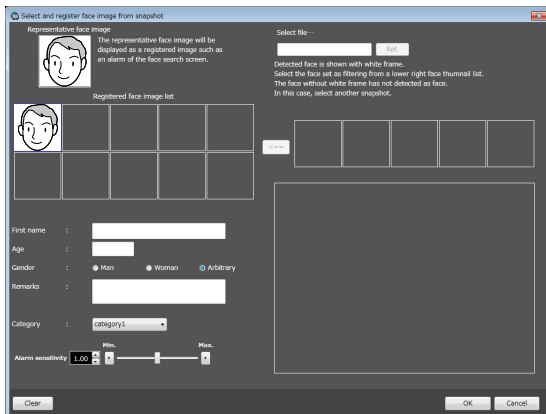 Select and register face image from snapshot
Representative face image
The representative face image will be
displayed as a registered image such as
an alarm of the face search screen.
Registered face image list
First name :
Age :
Gender : Man Woman Arbitrary
Remarks :
Category : category1
Min. Max.
Alarm sensitivity 1.00
Clear
Select file…
Ref.
Detected face is shown with white frame.
Select the face set as filtering from a lower right face thumnail list.
The face without white frame has not detected as face.
In this case, select another snapshot.
<==
OK Cancel